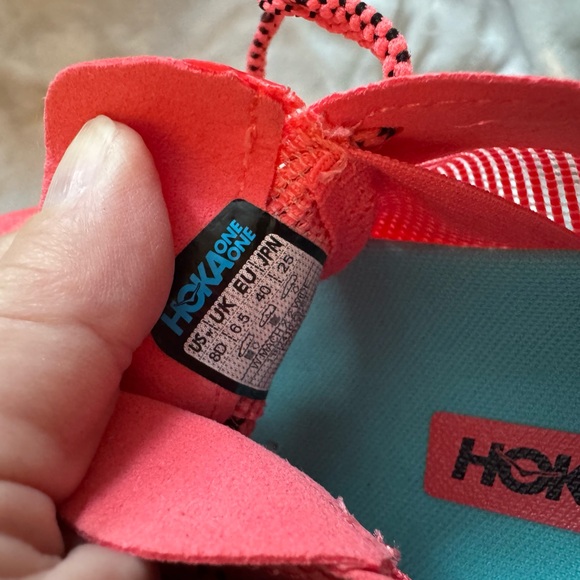 HOKA ONE ONE
US W UK EU JPN
8D 6.5 40 25
HOKA